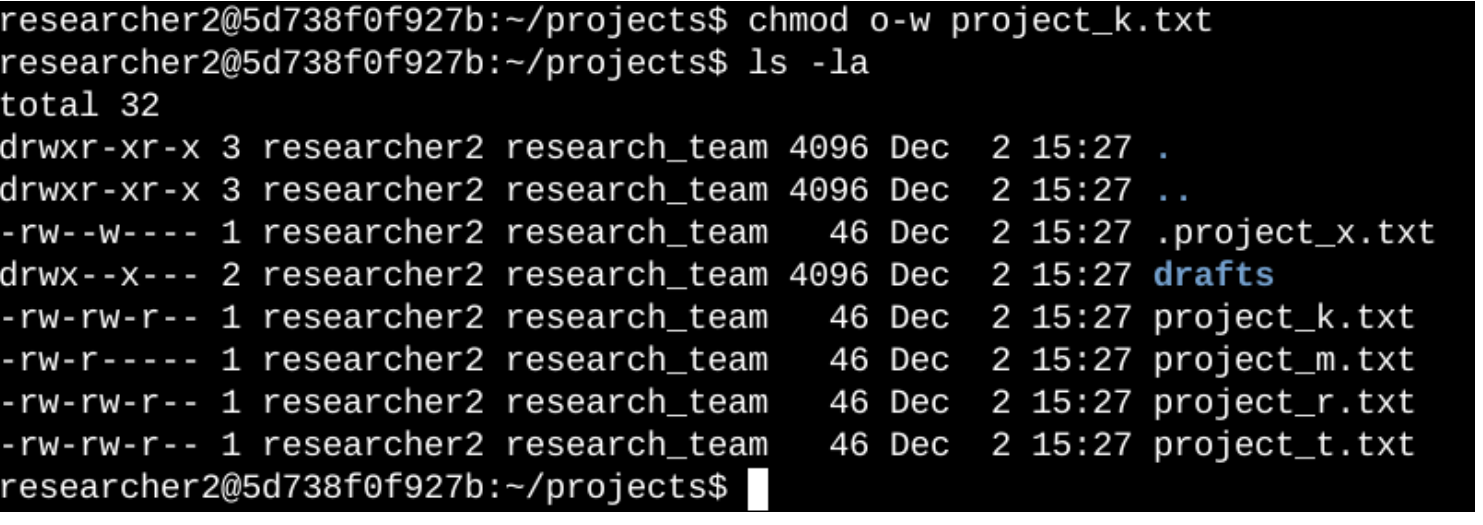 researcher2@5d738f0f927b:~/projects$ chmod o-w project_k.txt
researcher2@5d738f0f927b:~/projects$ ls -la
total 32
drwxr-xr-x 3 researcher2 research_team 4096 Dec  2 15:27 .
drwxr-xr-x 3 researcher2 research_team 4096 Dec  2 15:27 ..
-rw--w---- 1 researcher2 research_team   46 Dec  2 15:27 .project_x.txt
drwx--x--- 2 researcher2 research_team 4096 Dec  2 15:27 drafts
-rw-rw-r-- 1 researcher2 research_team   46 Dec  2 15:27 project_k.txt
-rw-r----- 1 researcher2 research_team   46 Dec  2 15:27 project_m.txt
-rw-rw-r-- 1 researcher2 research_team   46 Dec  2 15:27 project_r.txt
-rw-rw-r-- 1 researcher2 research_team   46 Dec  2 15:27 project_t.txt
researcher2@5d738f0f927b:~/projects$